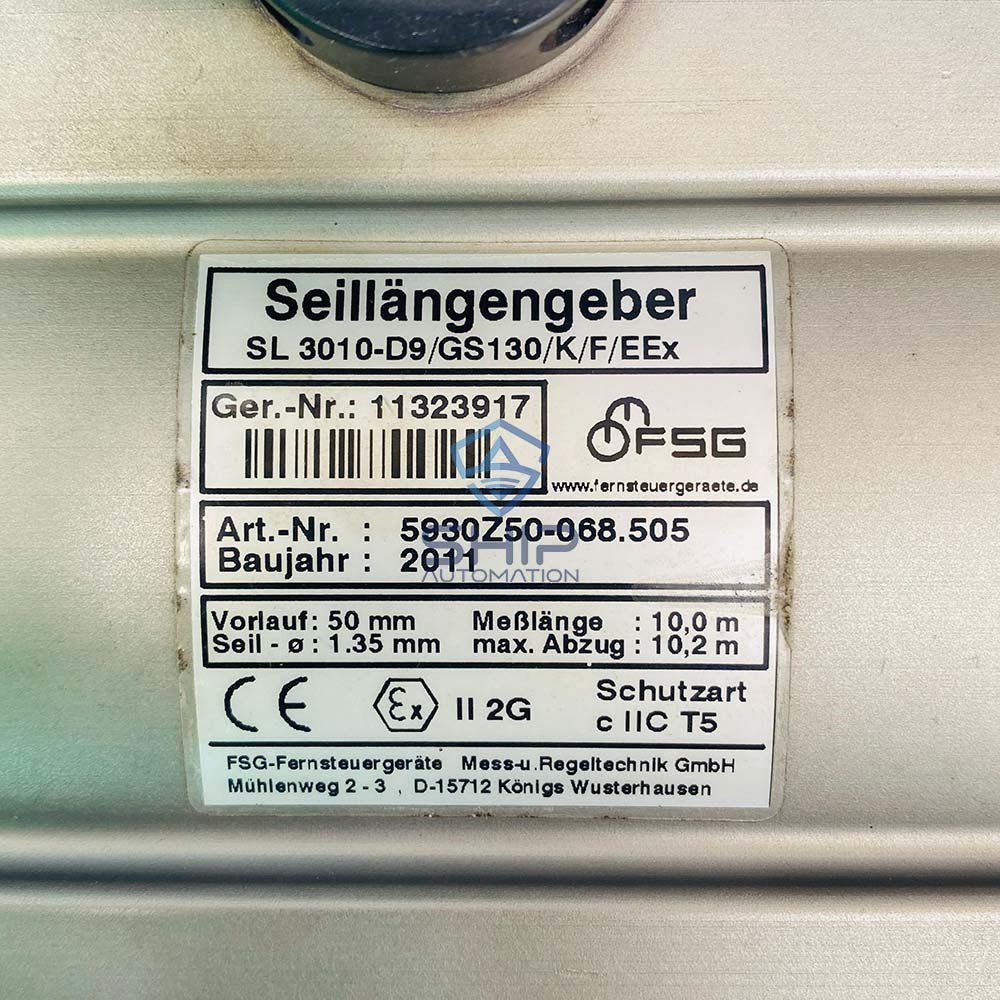 Seillängengeber
SL 3010-D9/GS130/K/F/EEx
Ger.-Nr.: 11323917
FSG
www.fernsteuergeraete.de
Art.-Nr. : 5930Z50-068.505
Baujahr : 2011
SHIP
AUTOMATION
Vorlauf: 50 mm Meßlänge : 10,0 m
Seil - ø : 1.35 mm max. Abzug : 10,2 m
CE Ex II 2G Schutzart
c IIC T5
FSG-Fernsteuergeräte Mess-u.Regeltechnik GmbH
Mühlenweg 2 - 3 , D-15712 Königs Wusterhausen